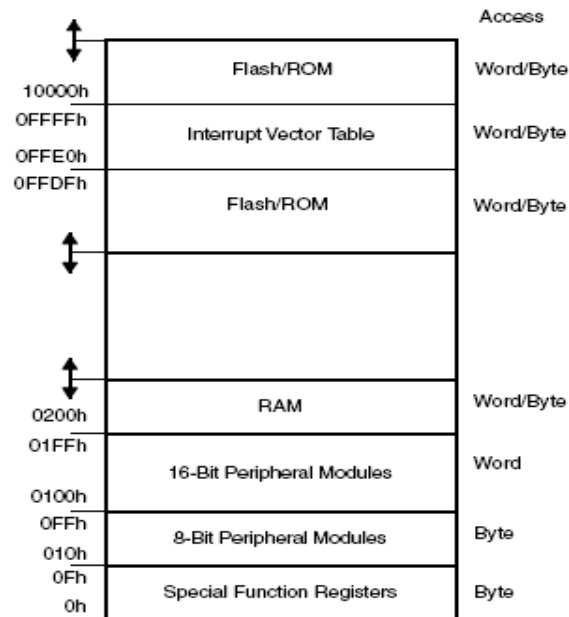 Access
Flash/ROM Word/Byte
10000h
0FFFFh
Interrupt Vector Table Word/Byte
0FFE0h
0FFDFh
Flash/ROM Word/Byte
RAM Word/Byte
0200h
01FFh
16-Bit Peripheral Modules Word
0100h
0FFh
8-Bit Peripheral Modules Byte
010h
0Fh
Special Function Registers Byte
0h